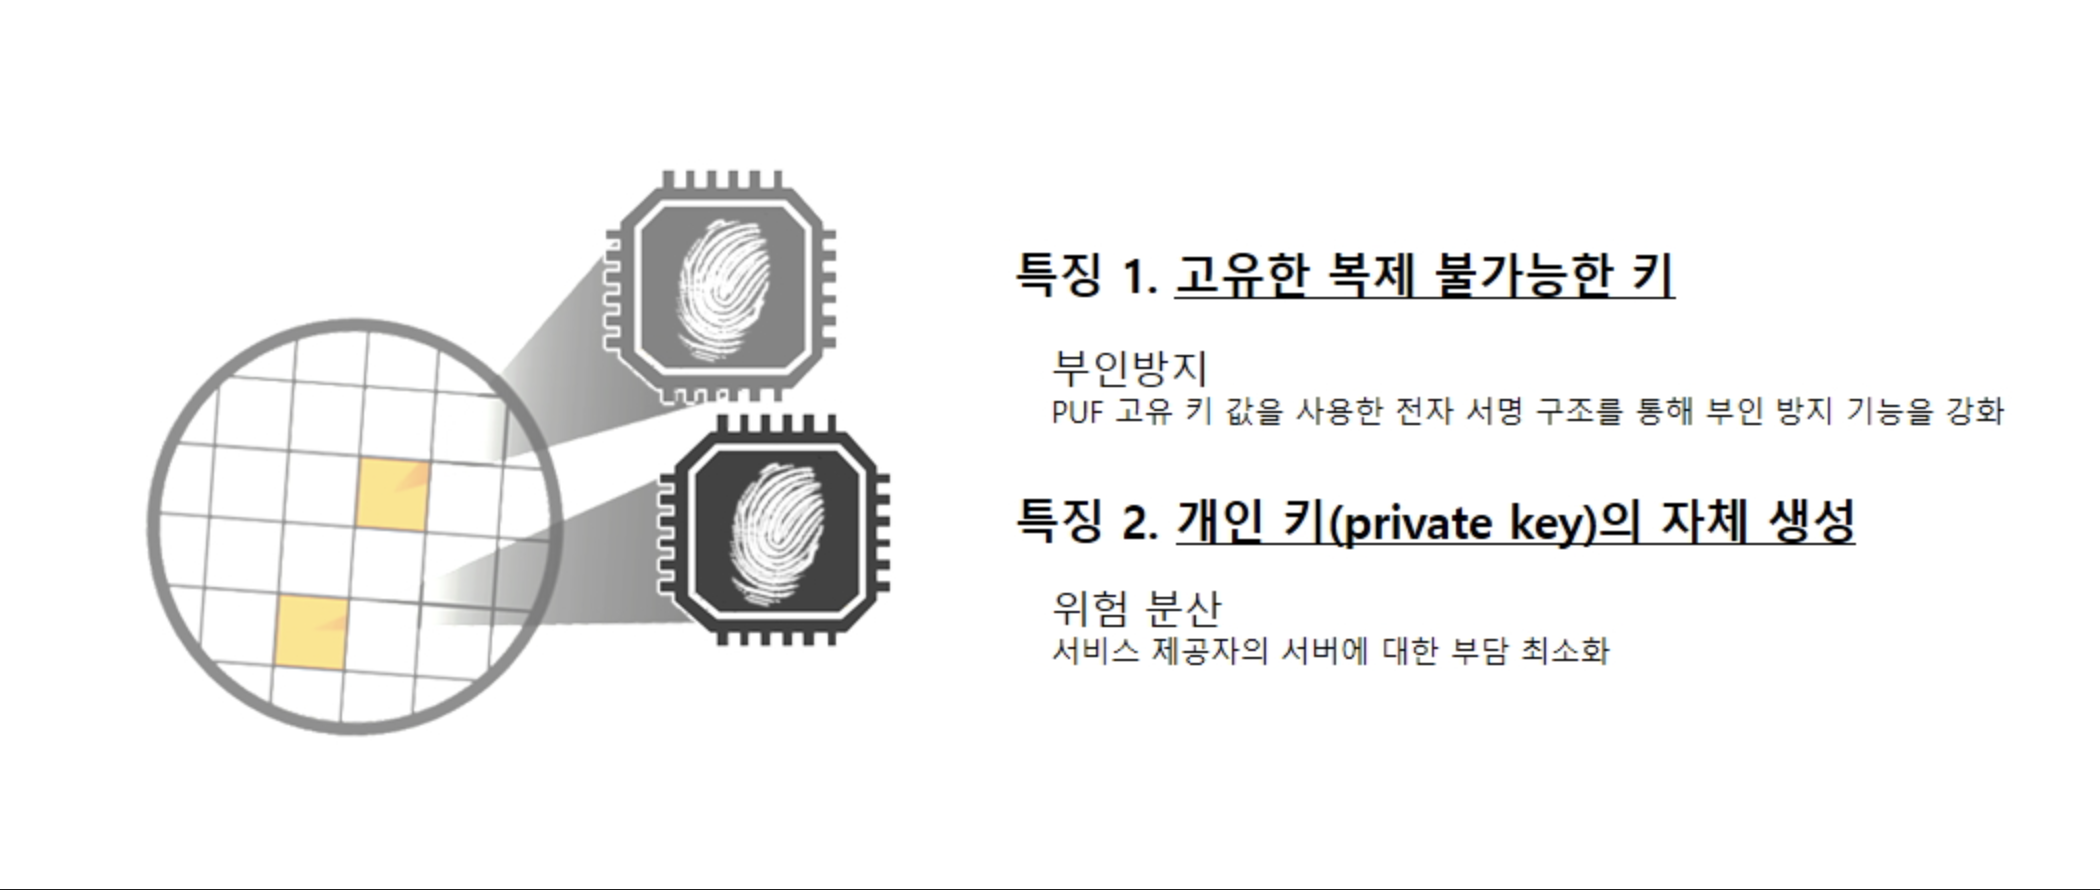 특징 1. 고유한 복제 불가능한 키
부인방지
PUF 고유 키 값을 사용한 전자 서명 구조를 통해 부인 방지 기능을 강화
특징 2. 개인 키(private key)의 자체 생성
위험 분산
서비스 제공자의 서버에 대한 부담 최소화